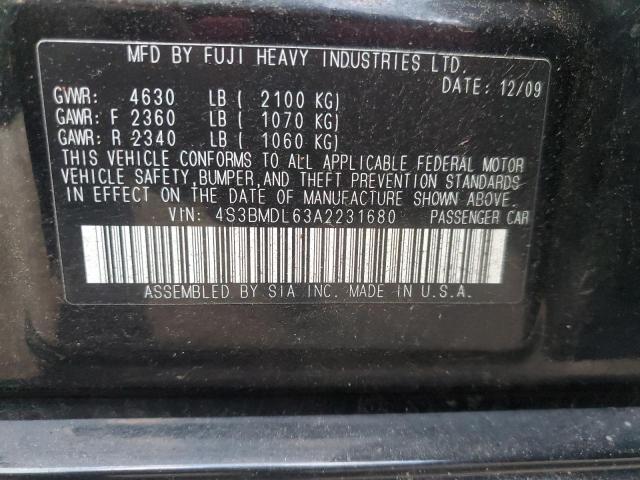 MFD BY FUJI HEAVY INDUSTRIES LTD.
DATE: 12/09
GVWR: 4630 LB ( 2100 KG)
GAWR: F 2360 LB ( 1070 KG)
GAWR: R 2340 LB ( 1060 KG)
THIS VEHICLE CONFORMS TO ALL APPLICABLE FEDERAL MOTOR
VEHICLE SAFETY, BUMPER, AND THEFT PREVENTION STANDARDS
IN EFFECT ON THE DATE OF MANUFACTURE SHOWN ABOVE.
VIN: 4S3BMDL63A2231680 PASSENGER CAR
ASSEMBLED BY SIA INC. MADE IN U.S.A.